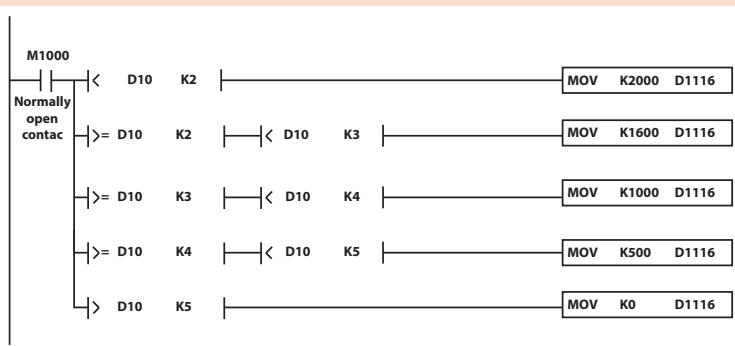 M1000
< D10 K2 MOV K2000 D1116
Normally
open
contac
>= D10 K2 < D10 K3 MOV K1600 D1116
>= D10 K3 < D10 K4 MOV K1000 D1116
>= D10 K4 < D10 K5 MOV K500 D1116
> D10 K5 MOV K0 D1116